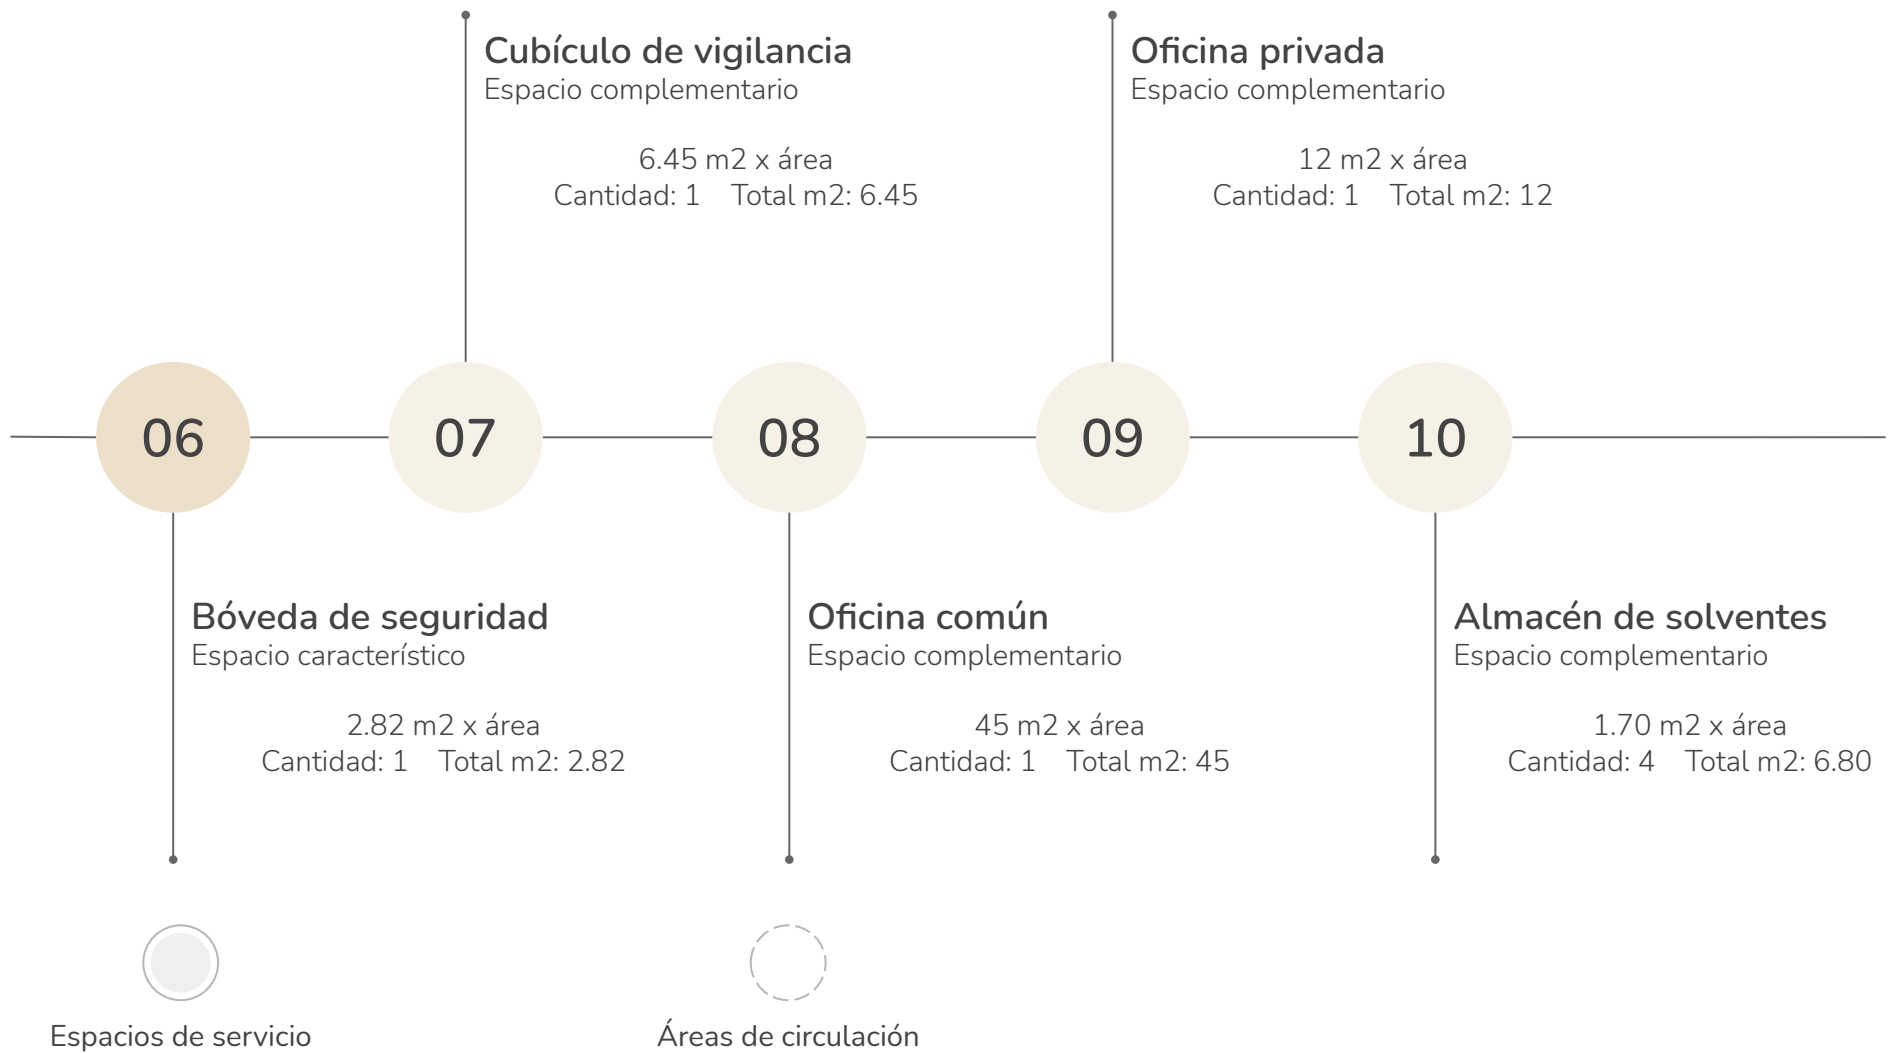 Cubículo de vigilancia
Espacio complementario
6.45 m2 x área
Cantidad: 1 Total m2: 6.45
Oficina privada
Espacio complementario
12 m2 x área
Cantidad: 1 Total m2: 12
06
07
08
09
10
Bóveda de seguridad
Espacio característico
2.82 m2 x área
Cantidad: 1 Total m2: 2.82
Oficina común
Espacio complementario
45 m2 x área
Cantidad: 1 Total m2: 45
Almacén de solventes
Espacio complementario
1.70 m2 x área
Cantidad: 4 Total m2: 6.80
Espacios de servicio
Áreas de circulación